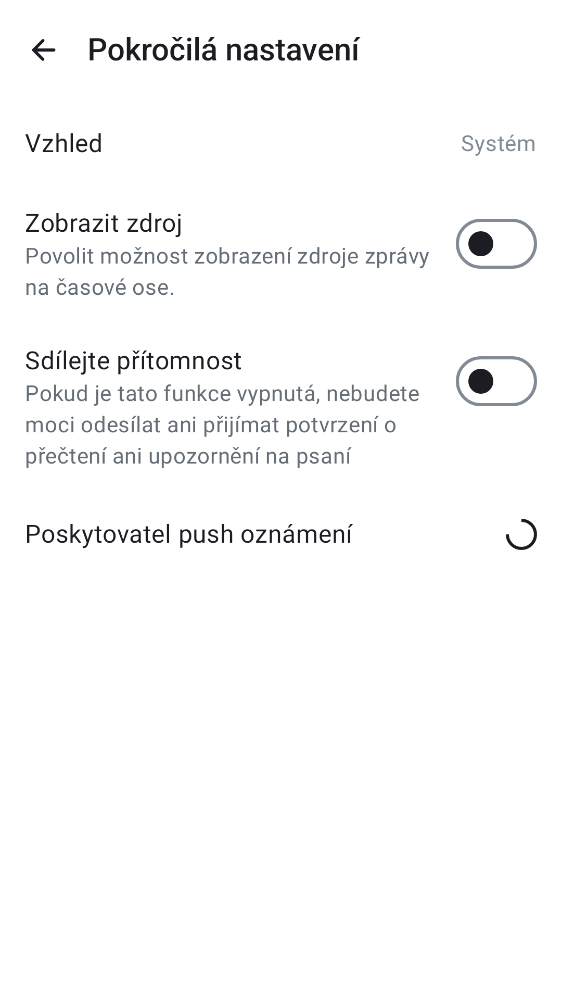 Pokročilá nastavení
Vzhled
Systém
Zobrazit zdroj
Povolit možnost zobrazení zdroje zprávy
na časové ose.
Sdílejte přítomnost
Pokud je tato funkce vypnutá, nebudete
moci odesílat ani přijímat potvrzení o
přečtení ani upozornění na psaní
Poskytovatel push oznámení